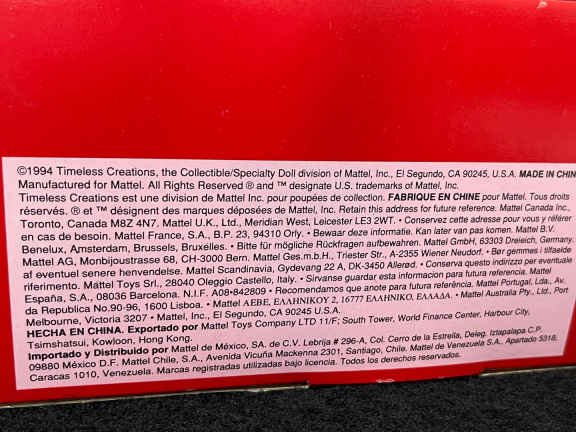 ©1994 Timeless Creations, the Collectible/Specialty Doll division of Mattel, Inc., El Segundo, CA 90245, U.S.A. MADE IN CHIN
Manufactured for Mattel. All Rights Reserved ® and ™ designate U.S. trademarks of Mattel, Inc.
Timeless Creations est une division de Mattel Inc. pour poupées de collection. FABRIQUE EN CHINE pour Mattel. Tous droits
réservés. ® et ™ désignent des marques déposées de Mattel, Inc. Retain this address for future reference. Mattel Canada Inc.,
Toronto, Canada M8Z 4N7. Mattel U.K., Ltd., Meridian West, Leicester LE3 2WT. • Conservez cette adresse pour vous y référer
en cas de besoin. Mattel France, S.A., B.P. 23, 94310 Orly. • Bewaar deze informatie. Kan later van pas komen. Mattel B.V.
Benelux, Amsterdam, Brussels, Bruxelles. • Bitte für mögliche Rückfragen aufbewahren. Mattel GmbH, 63303 Dreieich, Germany.
Mattel AG, Monbijoustrasse 68, CH-3000 Bern. Mattel Ges.m.b.H., Triester Str., A-2355 Wiener Neudorf. • Bør gemmes i tilfaelde
af eventuel senere henvendelse. Mattel Scandinavia, Gydevang 22 A, DK-3450 Allerød. • Conserva questo indirizzo per eventuale
riferimento. Mattel Toys Srl., 28040 Oleggio Castello, Italy. • Sirvanse guardar esta informacion para futura referencia. Mattel
España, S.A., 08036 Barcelona. N.I.F. A08-842809 • Recomendamos que anote para futura referência. Mattel Portugal, Lda., Av.
da Republica No.90-96, 1600 Lisboa. • Mattel ΑΕΒΕ, ΕΛΛΗΝΙΚΟΥ 2, 16777 ΕΛΛΗΝΙΚΟ, ΕΛΛΑΔΑ. • Mattel Australia Pty., Ltd., Port
Melbourne, Victoria 3207 • Mattel, Inc., El Segundo, CA 90245 U.S.A.
HECHA EN CHINA. Exportado por Mattel Toys Company LTD 11/F; South Tower, World Finance Center, Harbour City,
Tsimshatsui, Kowloon, Hong Kong.
Importado y Distribuido por Mattel de México, SA. de C.V. Lebrija # 296-A, Col. Cerro de la Estrella, Deleg. Iztapalapa C.P.
09880 México D.F. Mattel Chile, S.A., Avenida Vicuña Mackenna 2301, Santiago, Chile. Mattel de Venezuela S.A., Apartado 5318,
Caracas 1010, Venezuela. Marcas registradas utilizadas bajo licencia. Todos los derechos reservados.